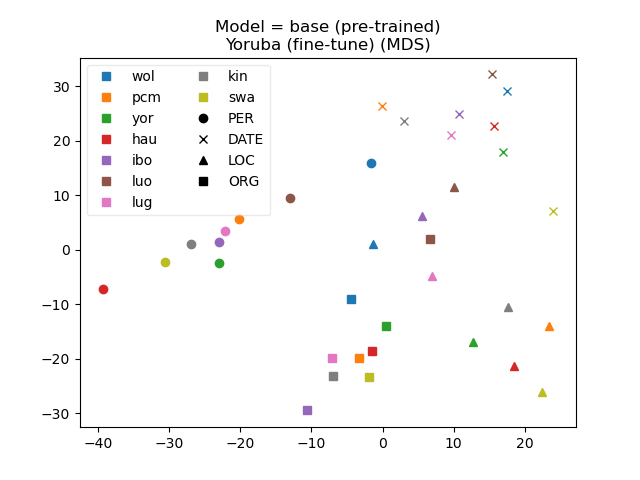 Model = base (pre-trained)
Yoruba (fine-tune) (MDS)
wol
pcm
yor
hau
ibo
luo
lug
kin
swa
PER
DATE
LOC
ORG
30
20
10
0
−10
−20
−30
−40
−30
−20
−10
0
10
20